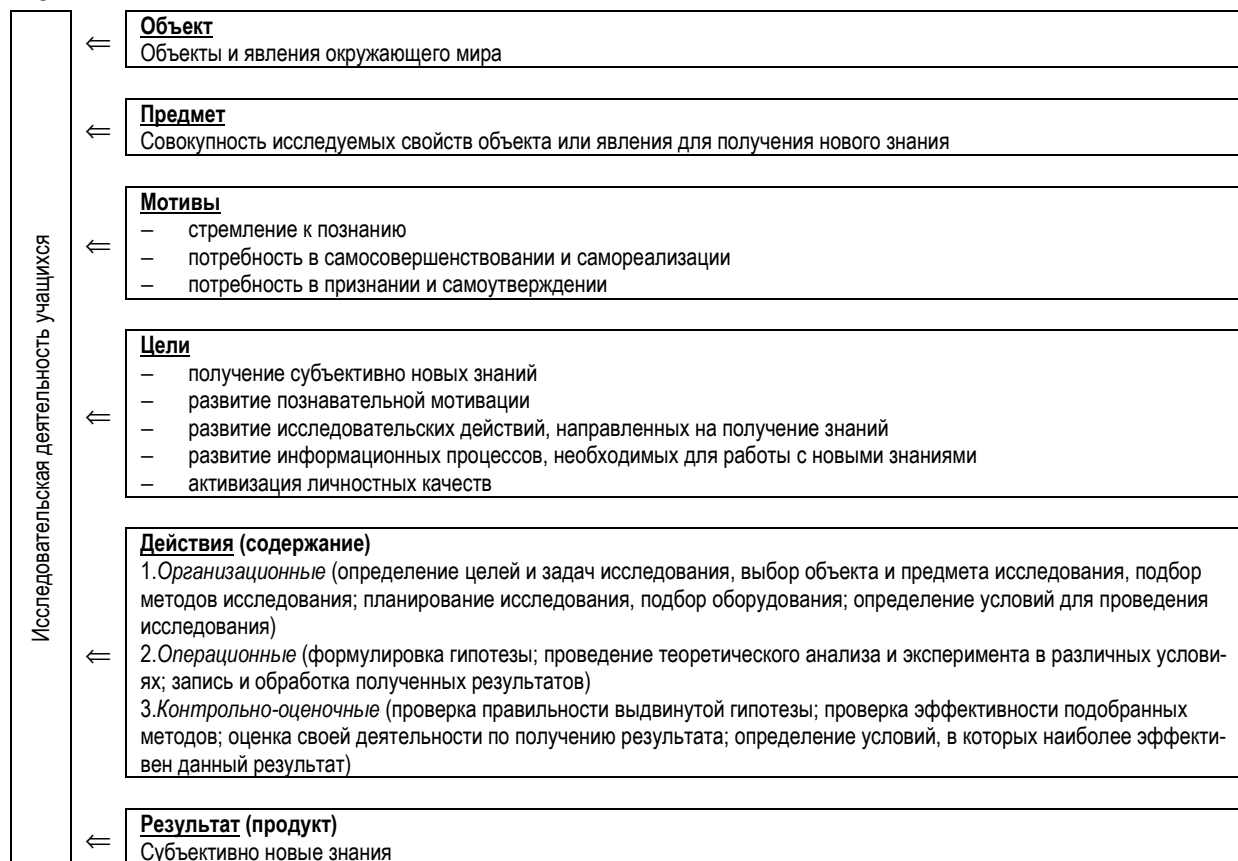 Исследовательская деятельность учащихся
⇐
Объект
Объекты и явления окружающего мира
⇐
Предмет
Совокупность исследуемых свойств объекта или явления для получения нового знания
⇐
Мотивы
– стремление к познанию
– потребность в самосовершенствовании и самореализации
– потребность в признании и самоутверждении
⇐
Цели
– получение субъективно новых знаний
– развитие познавательной мотивации
– развитие исследовательских действий, направленных на получение знаний
– развитие информационных процессов, необходимых для работы с новыми знаниями
– активизация личностных качеств
⇐
Действия (содержание)
1.Организационные (определение целей и задач исследования, выбор объекта и предмета исследования, подбор
методов исследования; планирование исследования, подбор оборудования; определение условий для проведения
исследования)
2.Операционные (формулировка гипотезы; проведение теоретического анализа и эксперимента в различных услови-
ях; запись и обработка полученных результатов)
3.Контрольно-оценочные (проверка правильности выдвинутой гипотезы; проверка эффективности подобранных
методов; оценка своей деятельности по получению результата; определение условий, в которых наиболее эффекти-
вен данный результат)
⇐
Результат (продукт)
Субъективно новые знания